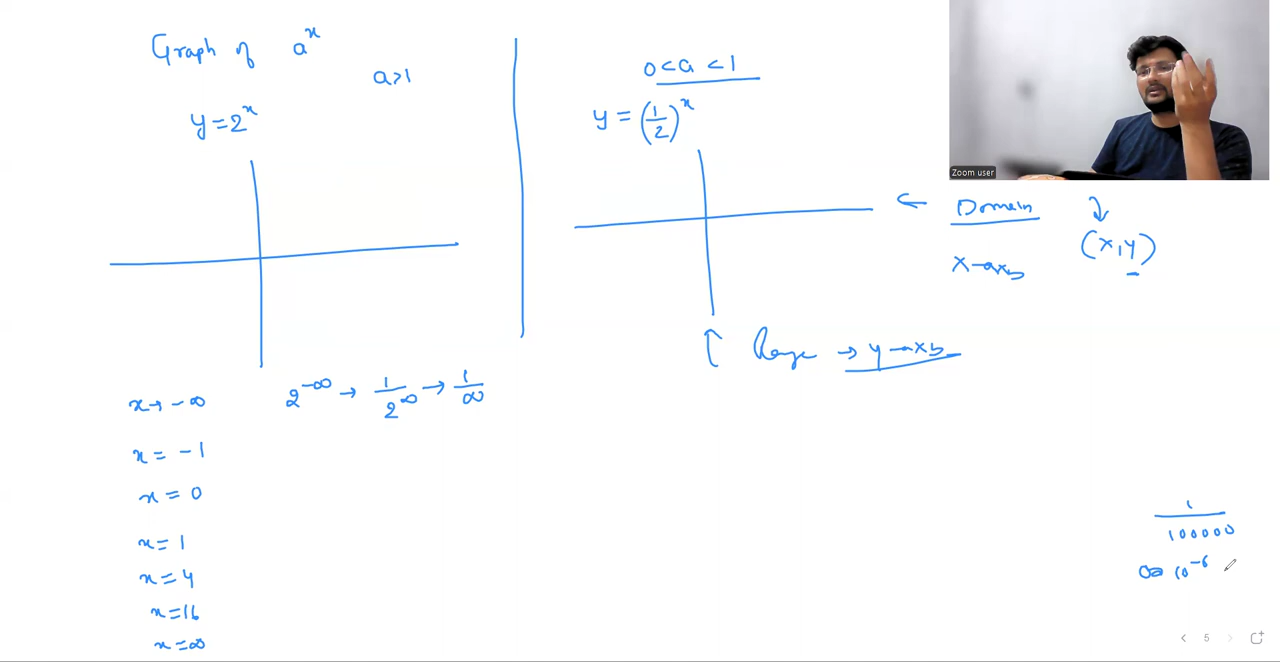 Graph of a^x
a>1
y=2^x
0<a<1
y=(1/2)^x
Zoom user
← Domain ↓
x-axis (x,y)
↑ Range → y-axis
x→-∞ 2^-∞ → 1/2^∞ → 1/∞
x=-1
x=0
x=1
x=4
x=16
x=∞
1/100000
10^-6
< 5 >